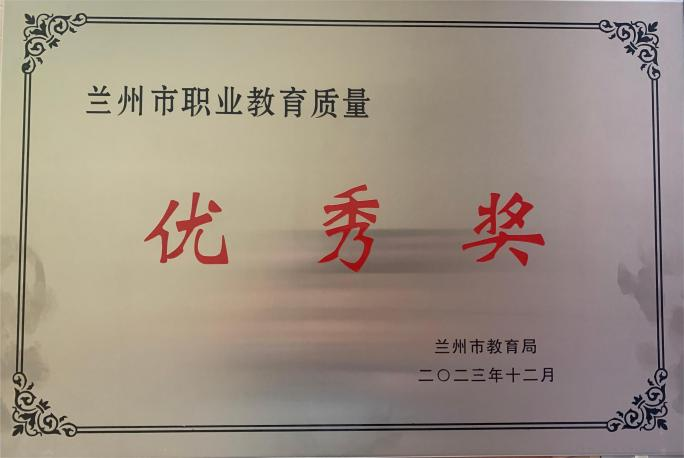 兰州市职业教育质量
优秀奖
兰州市教育局
二〇二三年十二月